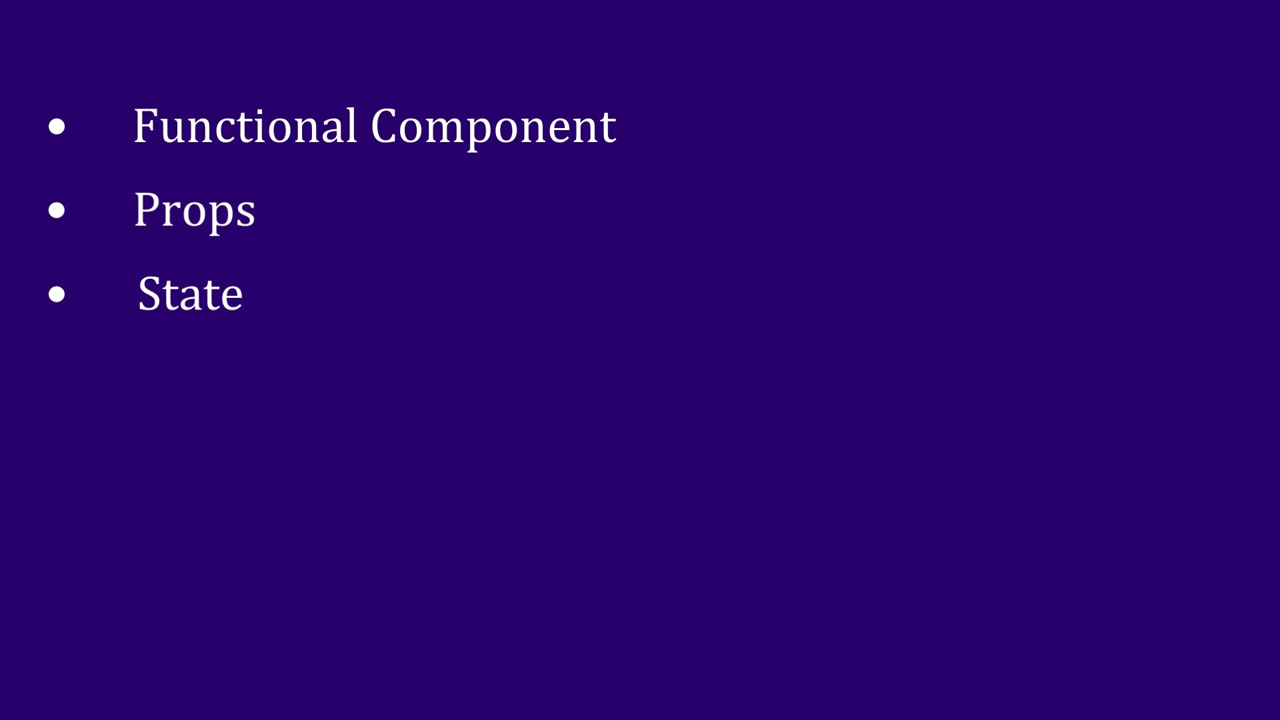 • Functional Component
• Props
• State